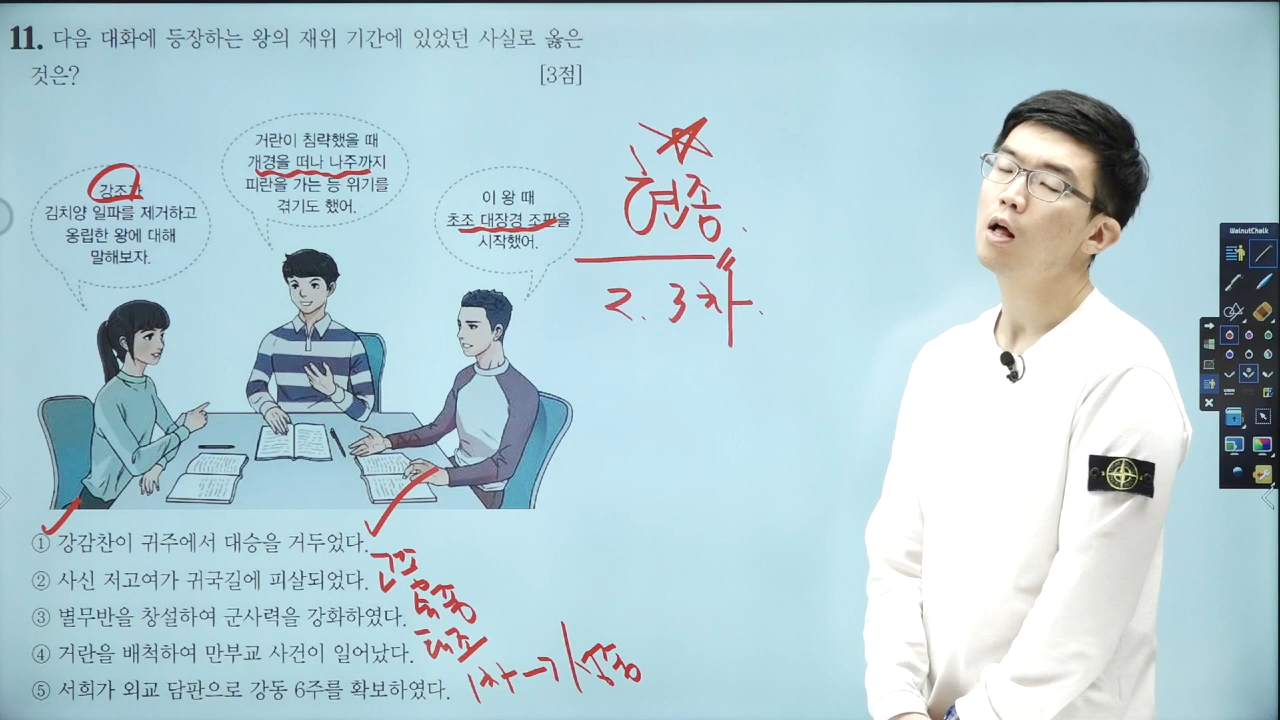 11. 다음 대화에 등장하는 왕의 재위 기간에 있었던 사실로 옳은
것은? [3점]
강조가
김치양 일파를 제거하고
옹립한 왕에 대해
말해보자.
거란이 침략했을 때
개경을 떠나 나주까지
피란을 가는 등 위기를
겪기도 했어.
이 왕 때
초조 대장경 조판을
시작했어.
현종
2. 3차.
① 강감찬이 귀주에서 대승을 거두었다.
② 사신 저고여가 귀국길에 피살되었다.
③ 별무반을 창설하여 군사력을 강화하였다.
숙종
④ 거란을 배척하여 만부교 사건이 일어났다.
태조
⑤ 서희가 외교 담판으로 강동 6주를 확보하였다.
1차-기 성종
WalnutChalk